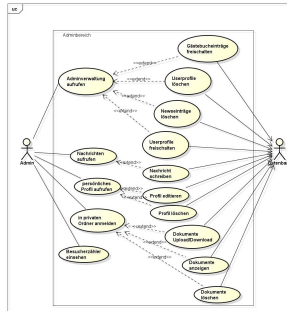 uc
Adminbereich
Gästebucheinträge
freischalten
<<extend>>
Adminverwaltung
aufrufen
<<extend>>
Userprofile
löschen
<<extend>>
Newseinträge
löschen
<<extend>>
Userprofile
freischalten
Admin
Datenbank
Nachrichten
aufrufen
<<extend>>
Nachricht
schreiben
persönliches
Profil aufrufen
<<extend>>
Profil editieren
<<extend>>
Profil löschen
in privaten
Ordner anmelden
<<extend>>
Dokumente
Upload/Download
<<extend>>
Besucherzähler
einsehen
Dokumente
anzeigen
<<extend>>
Dokumente
löschen